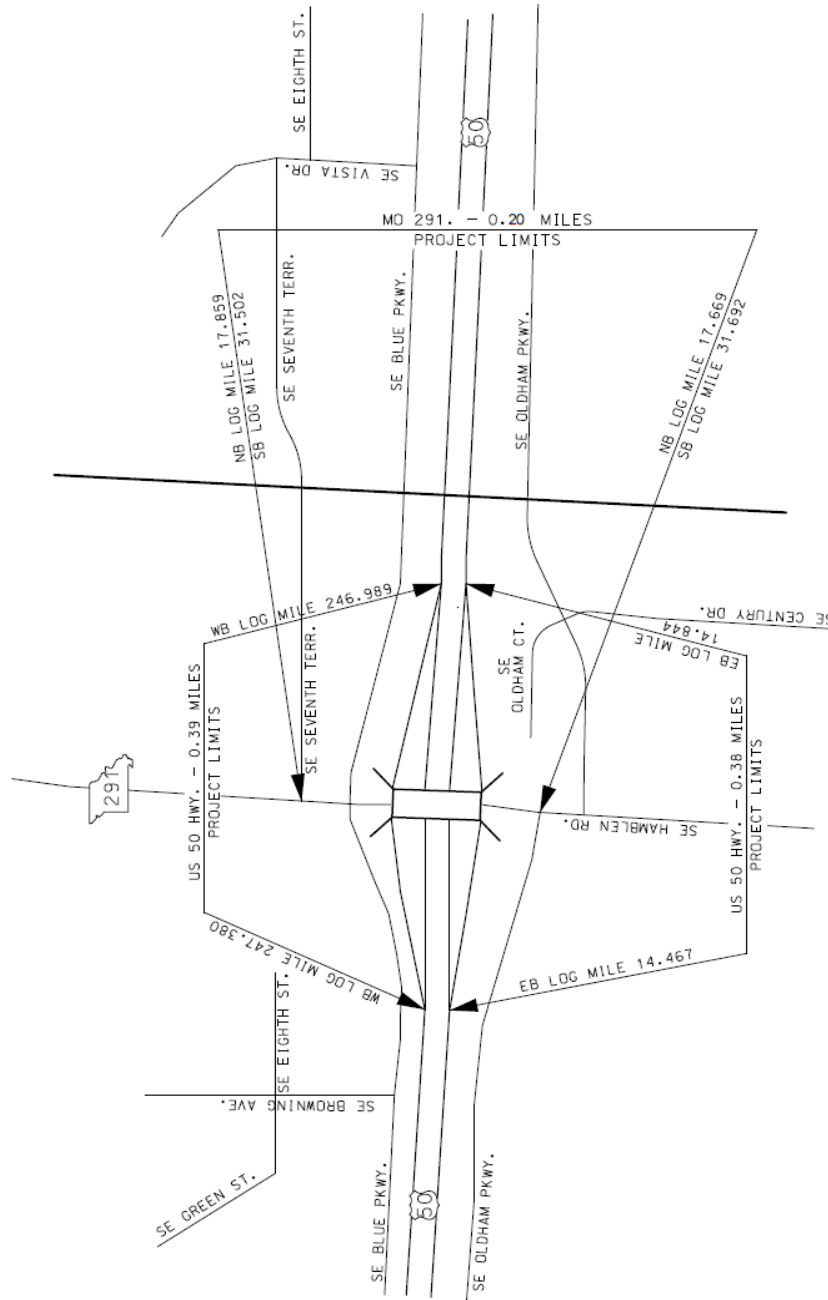 SE EIGHTH ST.
50
SE VISTA DR.
MO 291. - 0.20 MILES
PROJECT LIMITS
SE SEVENTH TERR.
SE BLUE PKWY.
SE OLDHAM PKWY.
NB LOG MILE 17.859
SB LOG MILE 31.502
NB LOG MILE 17.669
SB LOG MILE 31.692
WB LOG MILE 246.989
EB LOG MILE
14.844
SE CENTURY DR.
SE
OLDHAM CT.
SE SEVENTH TERR.
US 50 HWY. - 0.39 MILES
PROJECT LIMITS
US 50 HWY. - 0.38 MILES
PROJECT LIMITS
291
SE HAMBLEN RD.
WB LOG MILE 247.380
EB LOG MILE 14.467
SE EIGHTH ST.
SE BROWNING AVE.
SE GREEN ST.
SE BLUE PKWY.
50
SE OLDHAM PKWY.